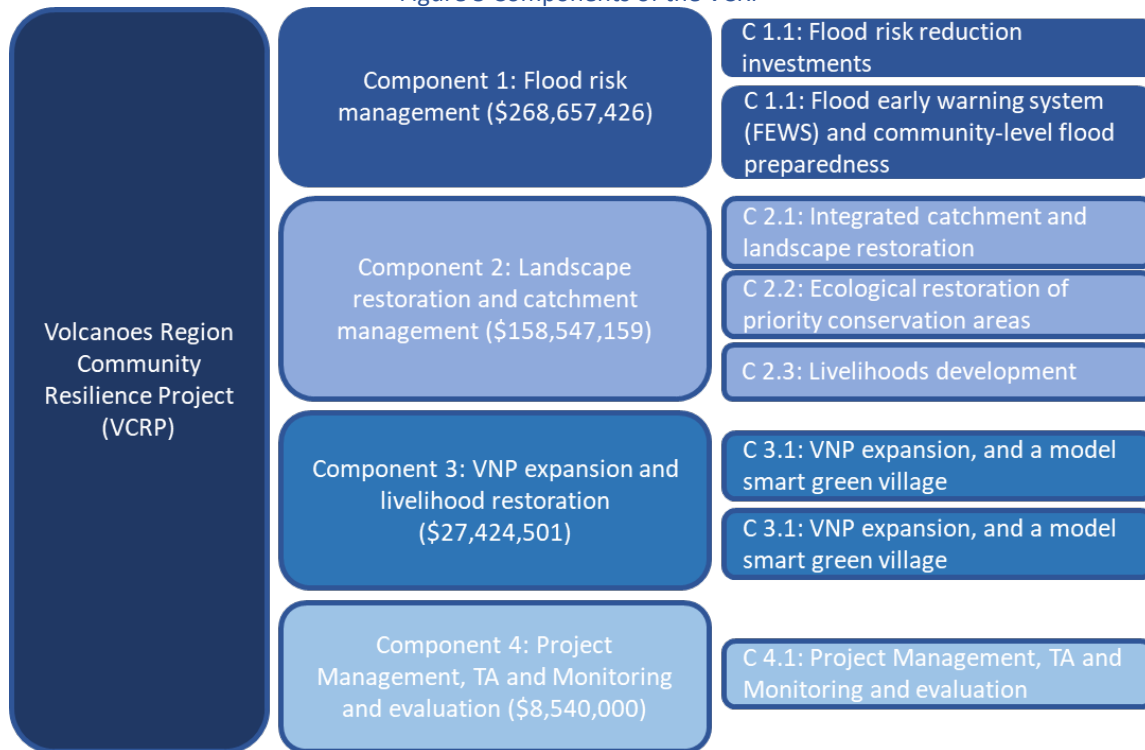 Volcanoes Region
Community
Resilience Project
(VCRP)
Component 1: Flood risk
management ($268,657,426)
C 1.1: Flood risk reduction
investments
C 1.1: Flood early warning system
(FEWS) and community-level flood
preparedness
Component 2: Landscape
restoration and catchment
management ($158,547,159)
C 2.1: Integrated catchment and
landscape restoration
C 2.2: Ecological restoration of
priority conservation areas
C 2.3: Livelihoods development
Component 3: VNP expansion and
livelihood restoration
($27,424,501)
C 3.1: VNP expansion, and a model
smart green village
C 3.1: VNP expansion, and a model
smart green village
Component 4: Project
Management, TA and Monitoring
and evaluation ($8,540,000)
C 4.1: Project Management, TA and
Monitoring and evaluation